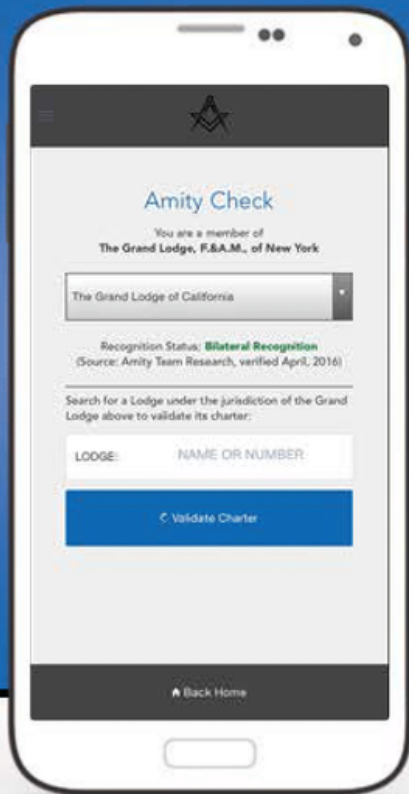 Amity Check
You are a member of
The Grand Lodge, F.&A.M., of New York
The Grand Lodge of California
Recognition Status: Bilateral Recognition
(Source: Amity Team Research, verified April, 2016)
Search for a Lodge under the jurisdiction of the Grand
Lodge above to validate its charter:
LODGE: NAME OR NUMBER
Validate Charter
Back Home